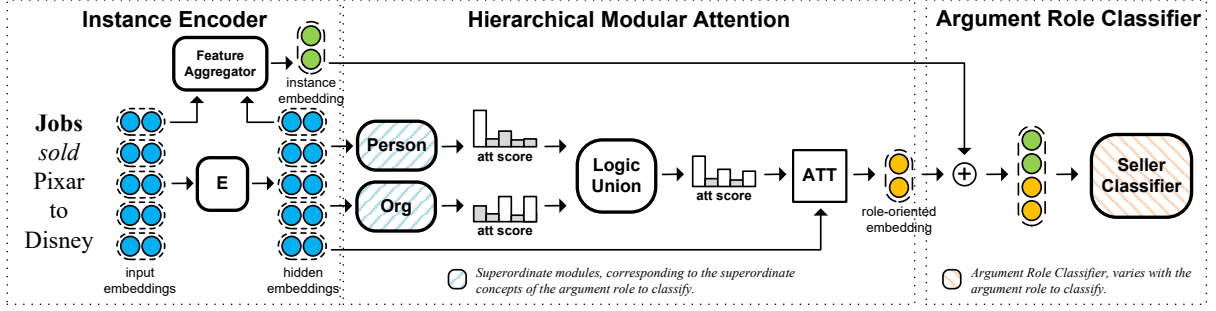 Instance Encoder
Hierarchical Modular Attention
Argument Role Classifier
Feature
Aggregator
instance
embedding
Jobs
sold
Pixar
to
Disney
E
input
embeddings
hidden
embeddings
Person
att score
Org
att score
Logic
Union
att score
ATT
role-oriented
embedding
+
Seller
Classifier
Superordinate modules, corresponding to the superordinate
concepts of the argument role to classify.
Argument Role Classifier, varies with the
argument role to classify.